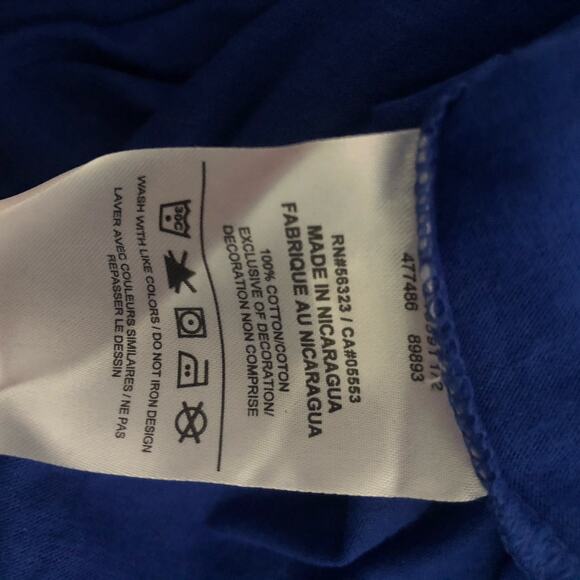 477486 89893
RN#56323 / CA#05553
MADE IN NICARAGUA
FABRIQUE AU NICARAGUA
100% COTTON/COTON
EXCLUSIVE OF DECORATION/
DECORATION NON COMPRISE
30C
WASH WITH LIKE COLORS / DO NOT IRON DESIGN
LAVER AVEC COULEURS SIMILAIRES / NE PAS
REPASSER LE DESSIN